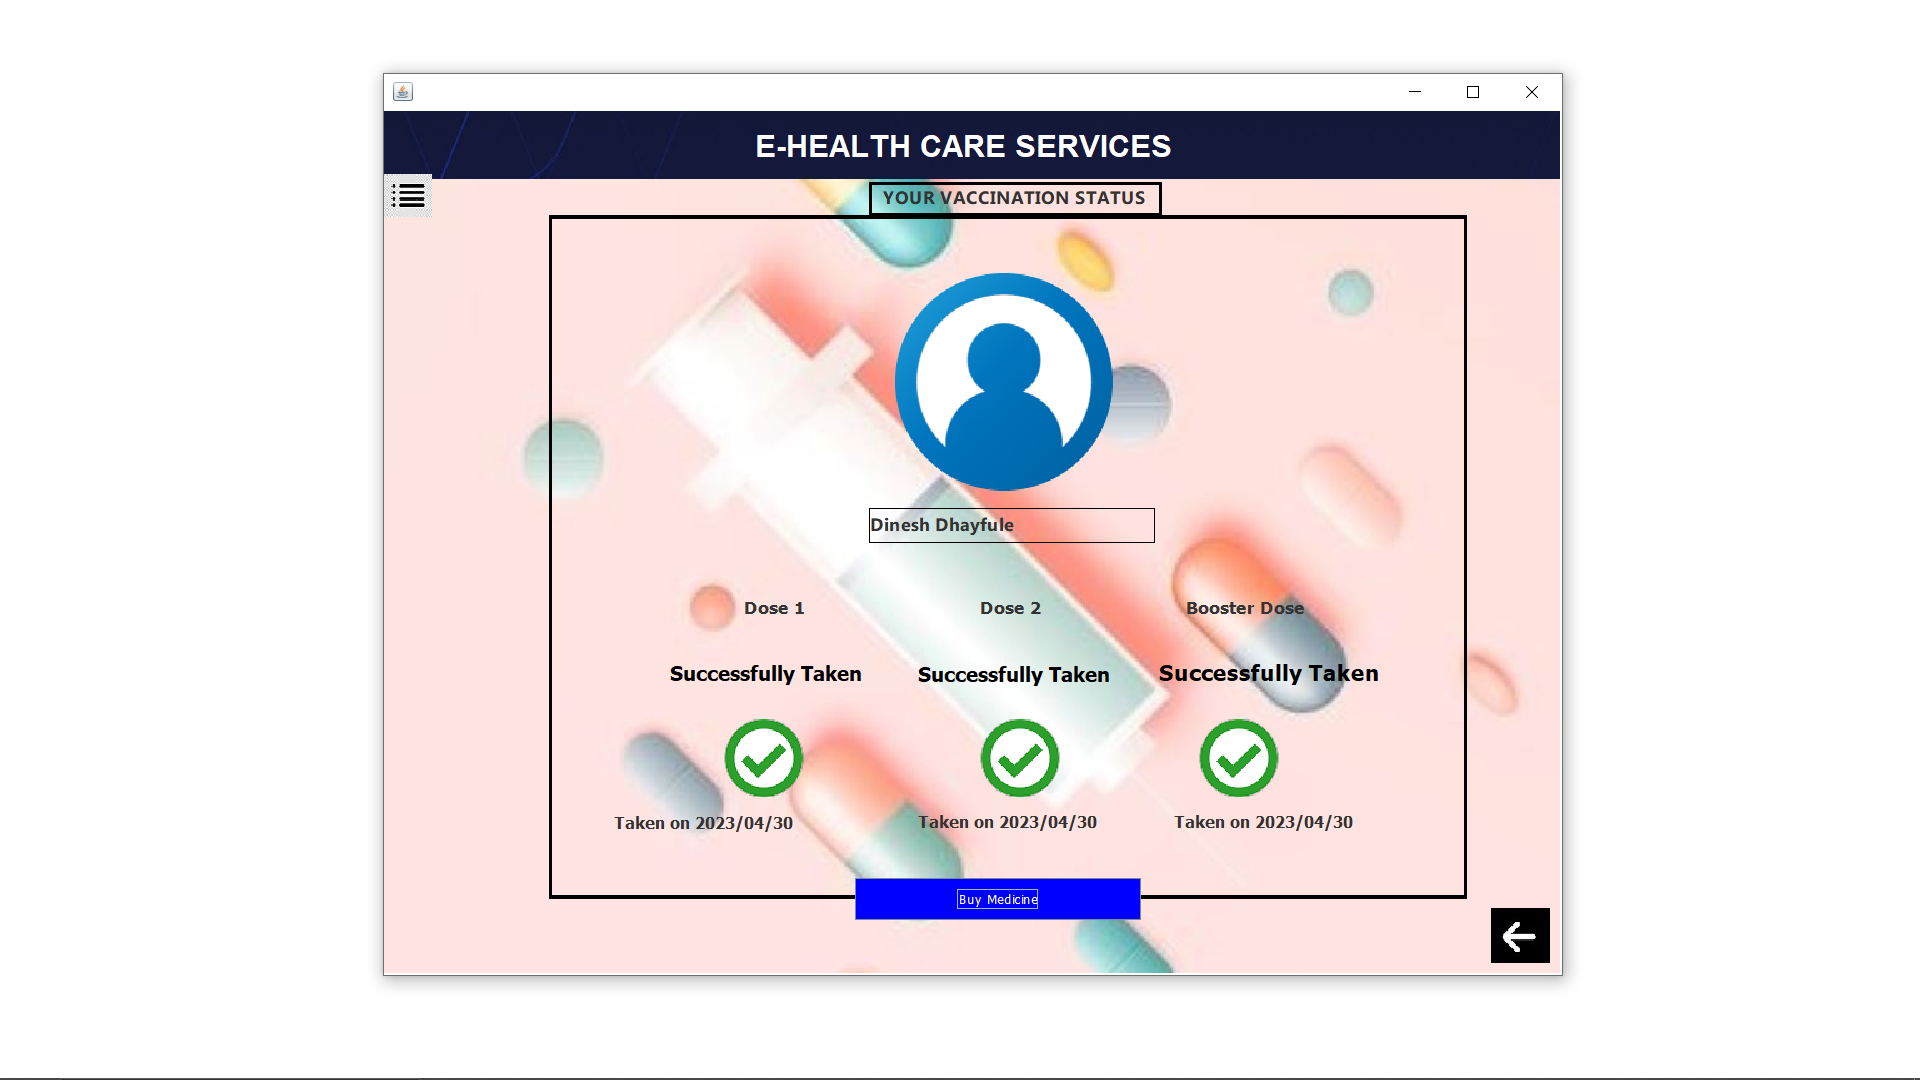 E-HEALTH CARE SERVICES
YOUR VACCINATION STATUS
Dinesh Dhayfule
Dose 1 Dose 2 Booster Dose
Successfully Taken Successfully Taken Successfully Taken
Taken on 2023/04/30 Taken on 2023/04/30 Taken on 2023/04/30
Buy Medicine